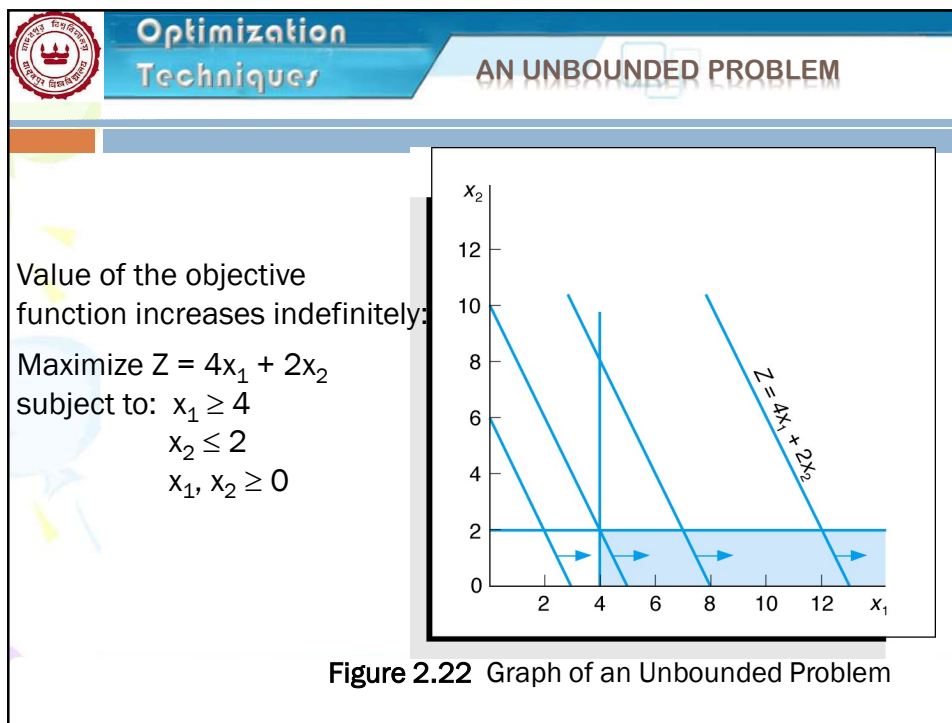 Optimization
Techniques
AN UNBOUNDED PROBLEM
Value of the objective
function increases indefinitely:
Maximize Z = 4x₁ + 2x₂
subject to: x₁ ≥ 4
x₂ ≤ 2
x₁, x₂ ≥ 0
x₂
12
10
8
6
4
2
0
2 4 6 8 10 12 x₁
Z = 4x₁ + 2x₂
Figure 2.22 Graph of an Unbounded Problem